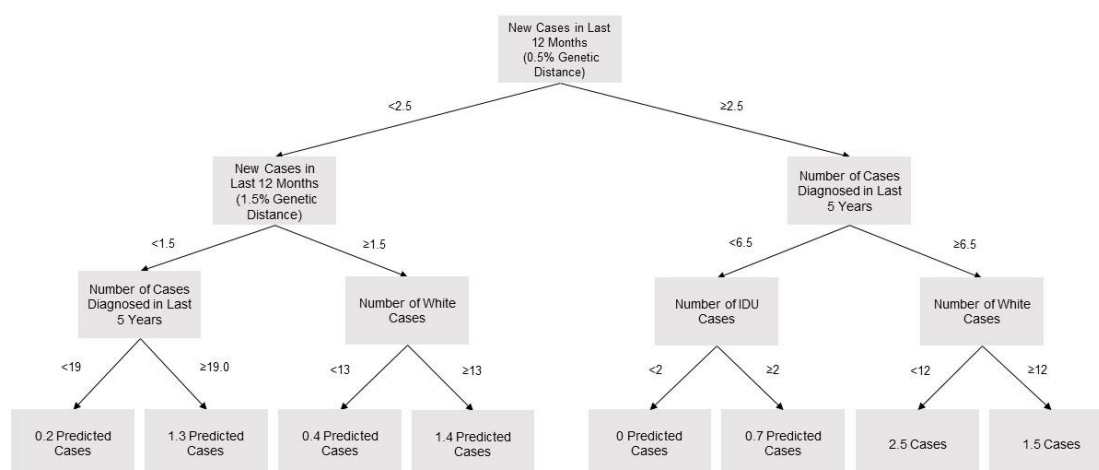 New Cases in Last
12 Months
(0.5% Genetic
Distance)
<2.5
≥2.5
New Cases in
Last 12 Months
(1.5% Genetic
Distance)
Number of Cases
Diagnosed in Last
5 Years
<1.5
≥1.5
<6.5
≥6.5
Number of Cases
Diagnosed in Last
5 Years
Number of White
Cases
Number of IDU
Cases
Number of White
Cases
<19
≥19.0
<13
≥13
<2
≥2
<12
≥12
0.2 Predicted
Cases
1.3 Predicted
Cases
0.4 Predicted
Cases
1.4 Predicted
Cases
0 Predicted
Cases
0.7 Predicted
Cases
2.5 Cases
1.5 Cases